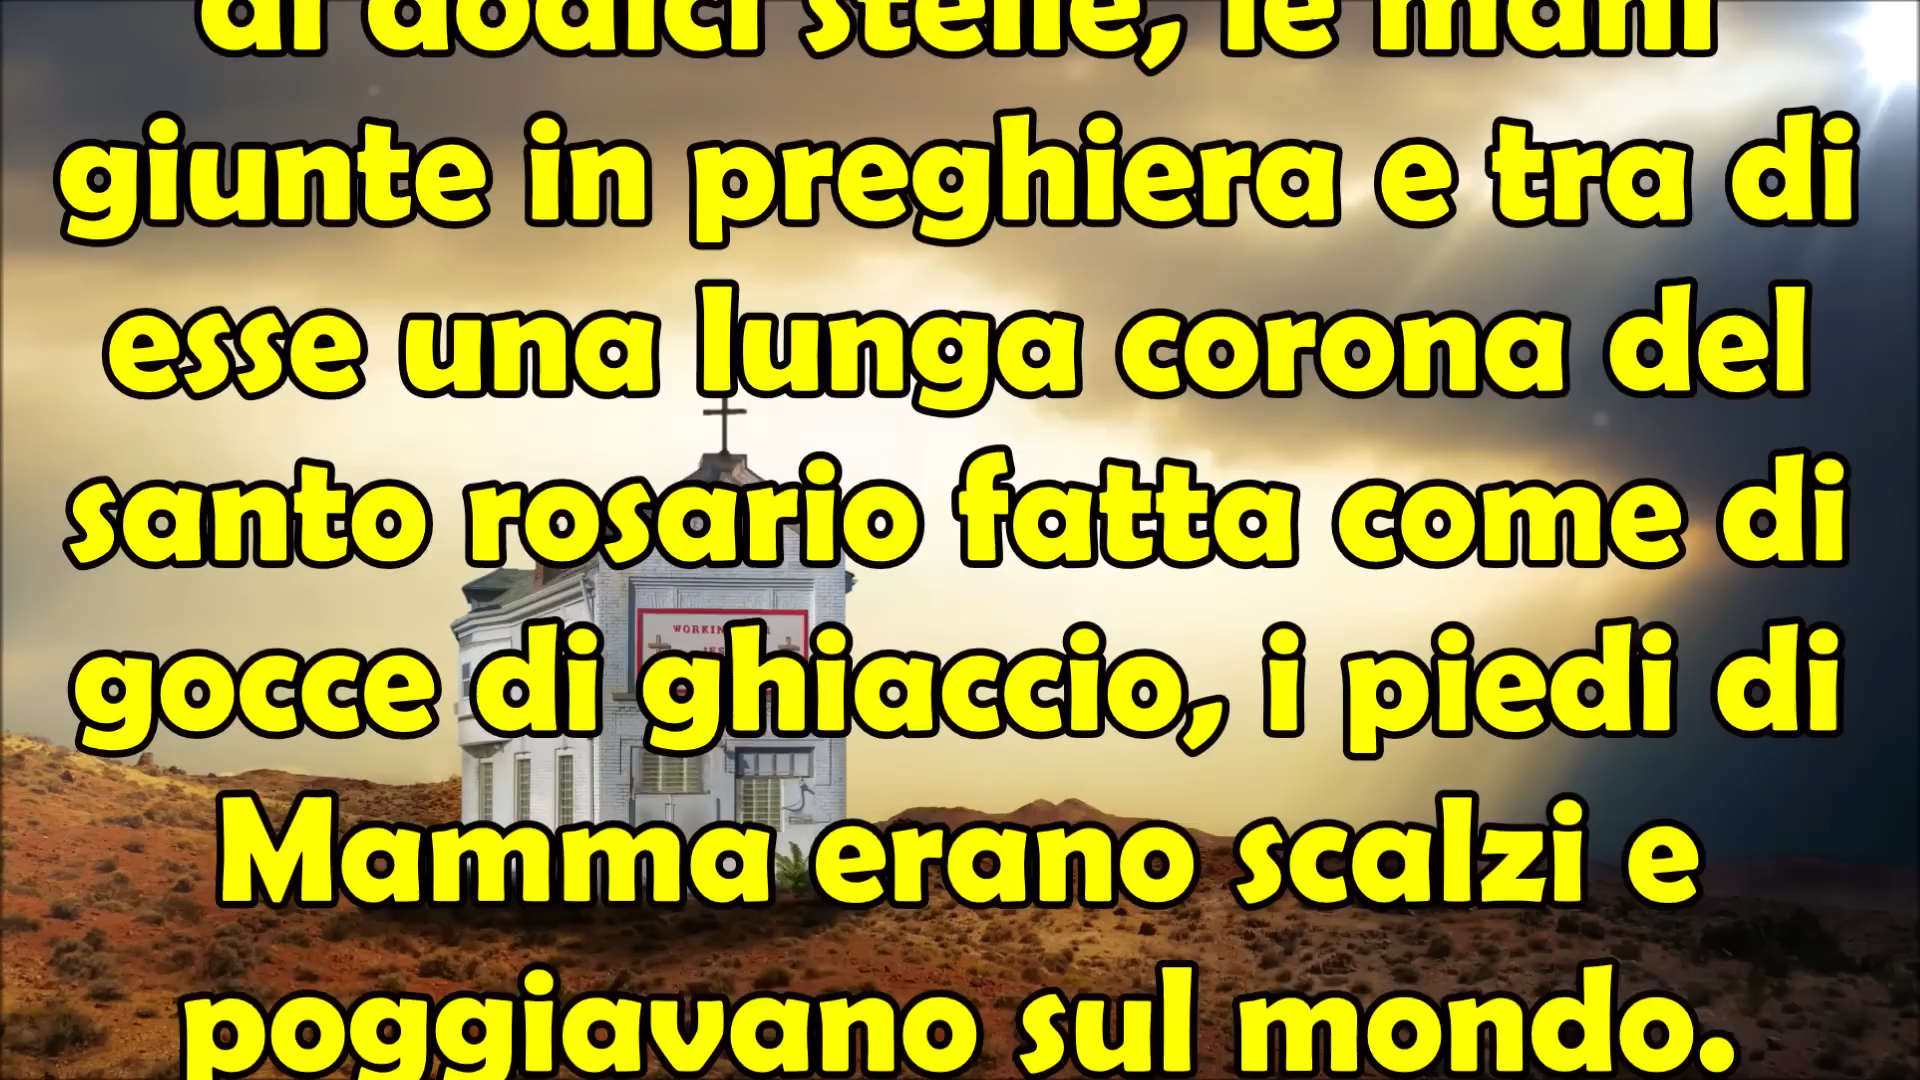 di dodici stelle, le mani
giunte in preghiera e tra di
esse una lunga corona del
santo rosario fatta come di
gocce di ghiaccio, i piedi di
Mamma erano scalzi e
poggiavano sul mondo.